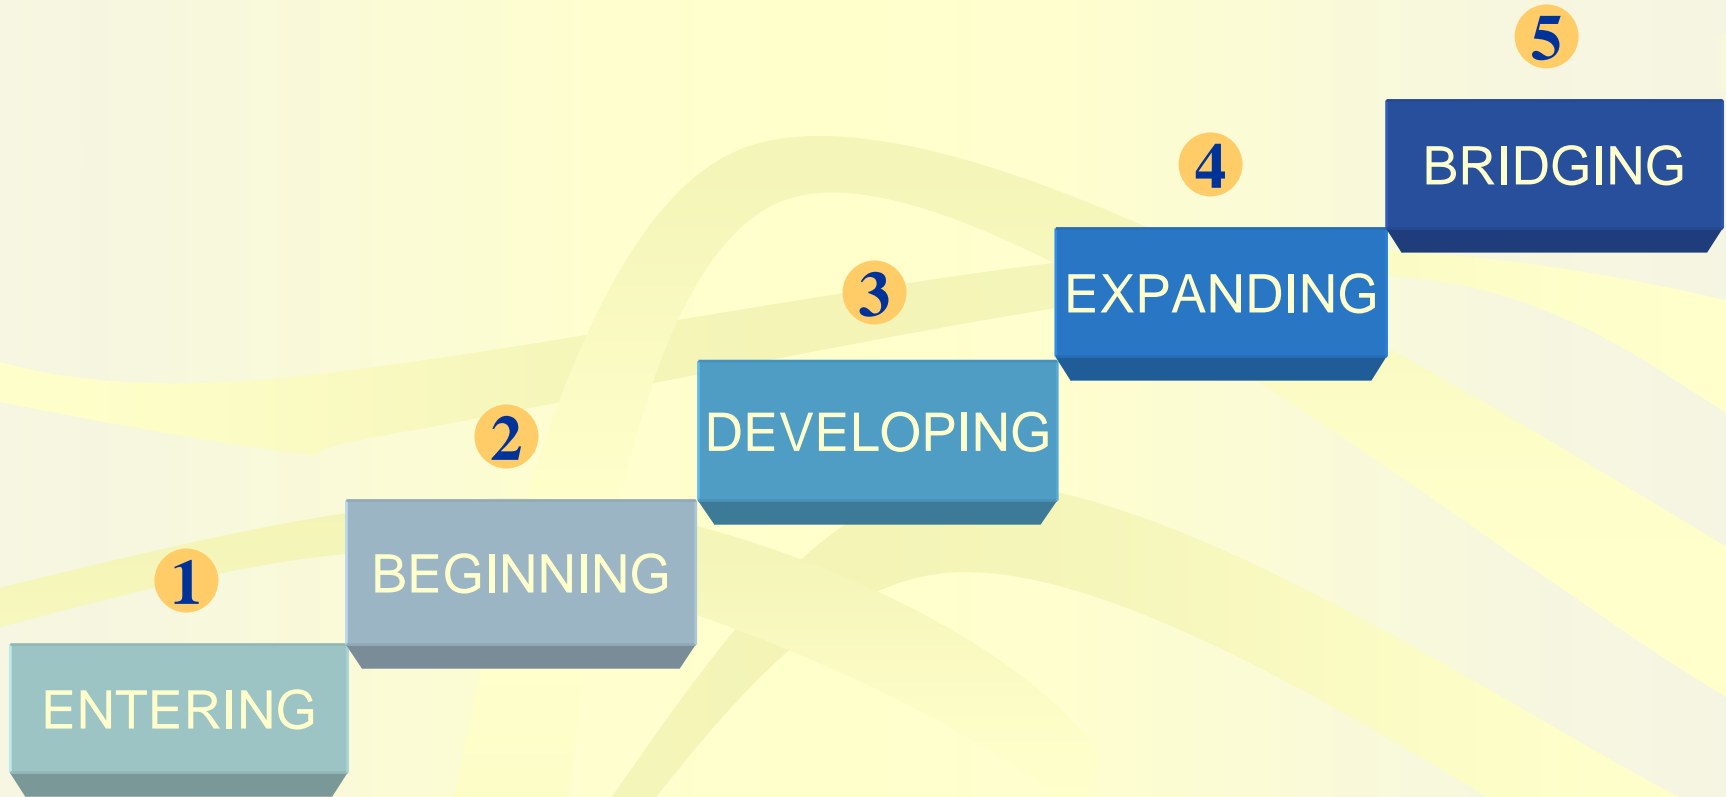 1
ENTERING
2
BEGINNING
3
DEVELOPING
4
EXPANDING
5
BRIDGING